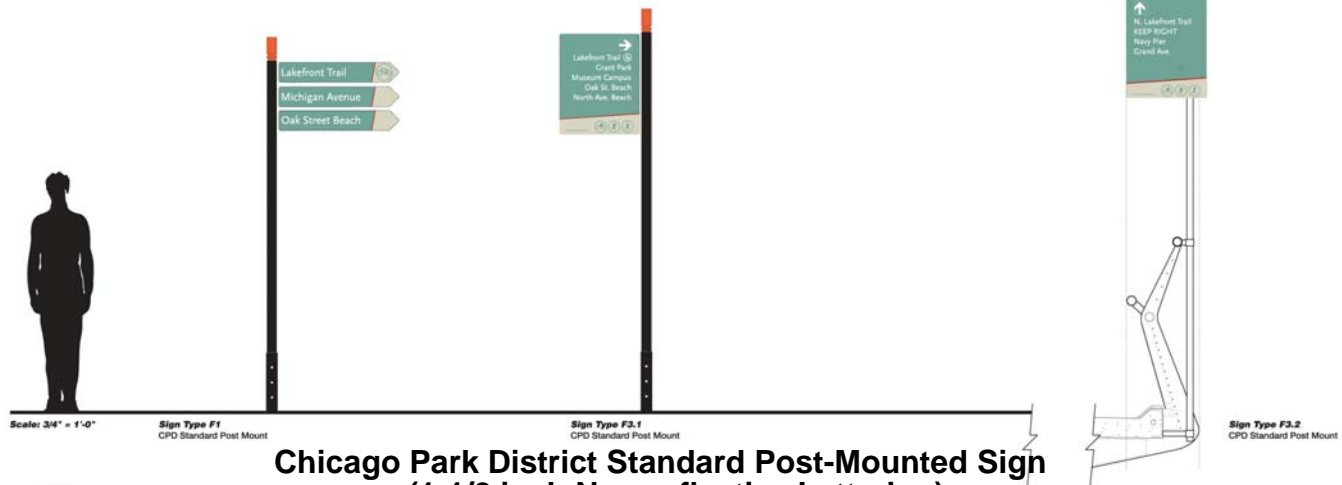 Lakefront Trail
Michigan Avenue
Oak Street Beach
Lakefront Trail
Grant Park
Museum Campus
Oak St. Beach
North Ave. Beach
N. Lakefront Trail
KEEP RIGHT
Navy Pier
Grand Ave.
Scale: 3/4" = 1'-0"
Sign Type F1
CPD Standard Post Mount
Sign Type F3.1
CPD Standard Post Mount
Sign Type F3.2
CPD Standard Post Mount
Chicago Park District Standard Post-Mounted Sign